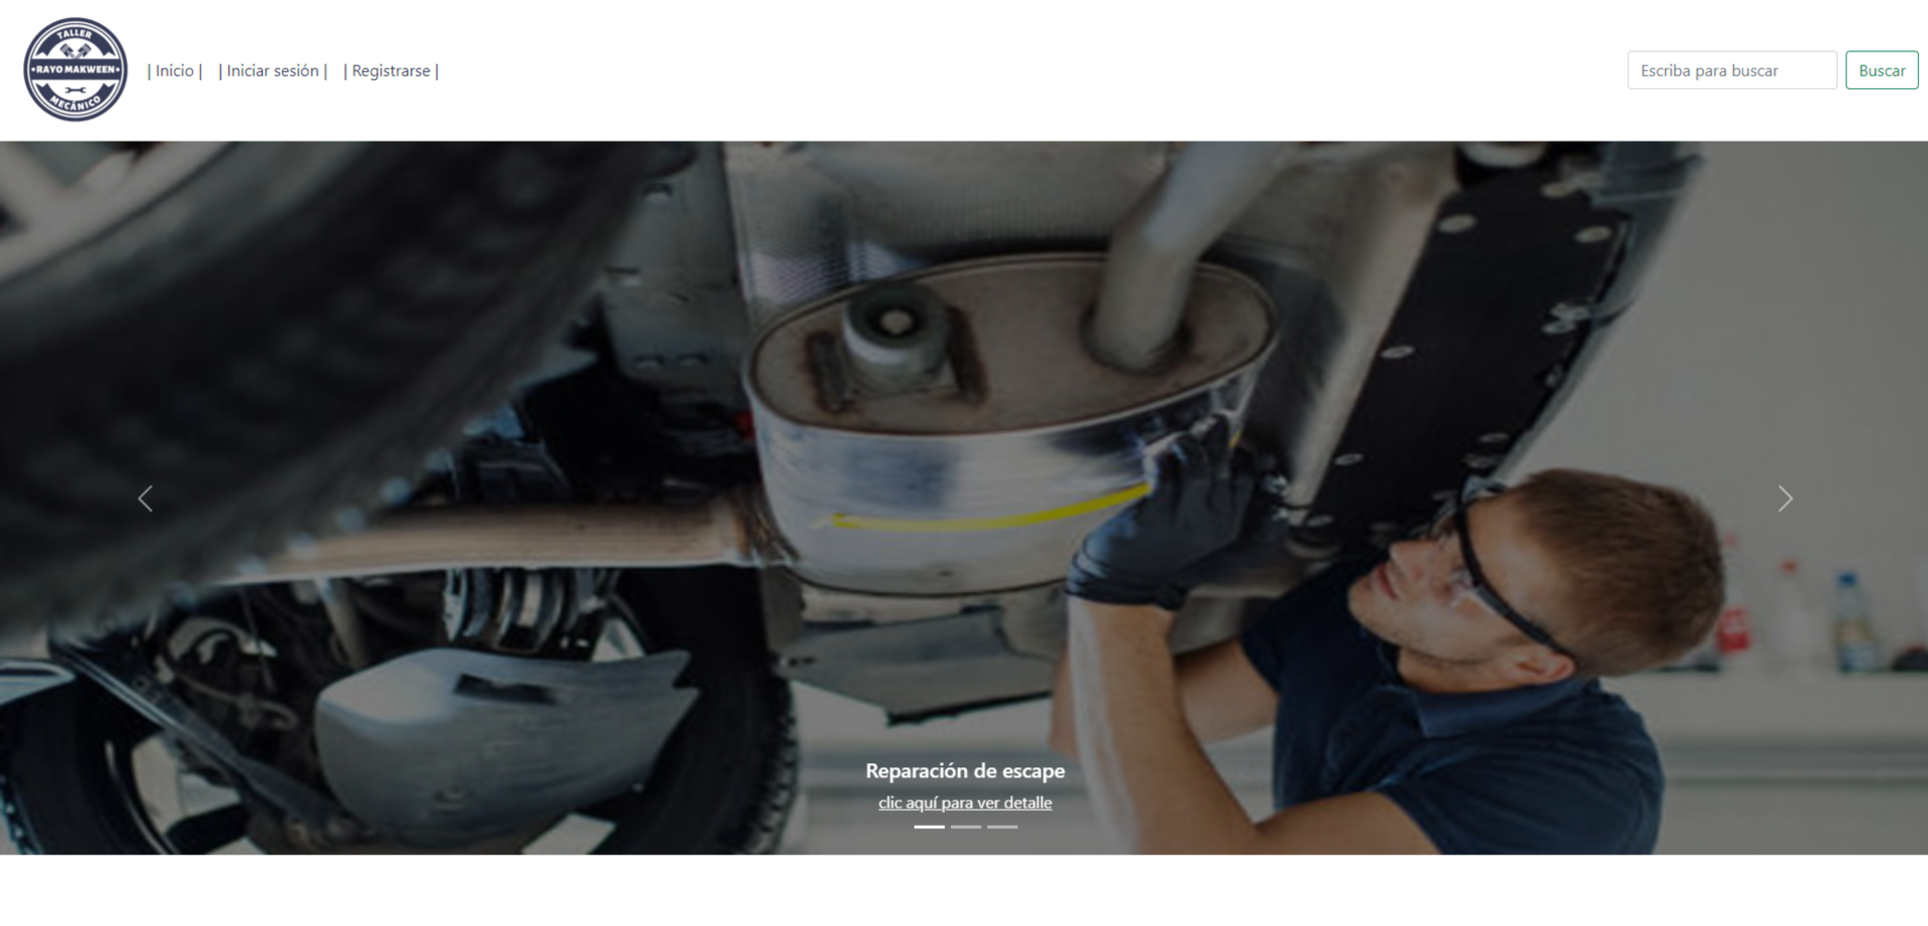 TALLER
RAYO MAKWEEN
MECÁNICO
| Inicio | | Iniciar sesión | | Registrarse |
Escriba para buscar
Buscar
Reparación de escape
clic aquí para ver detalle